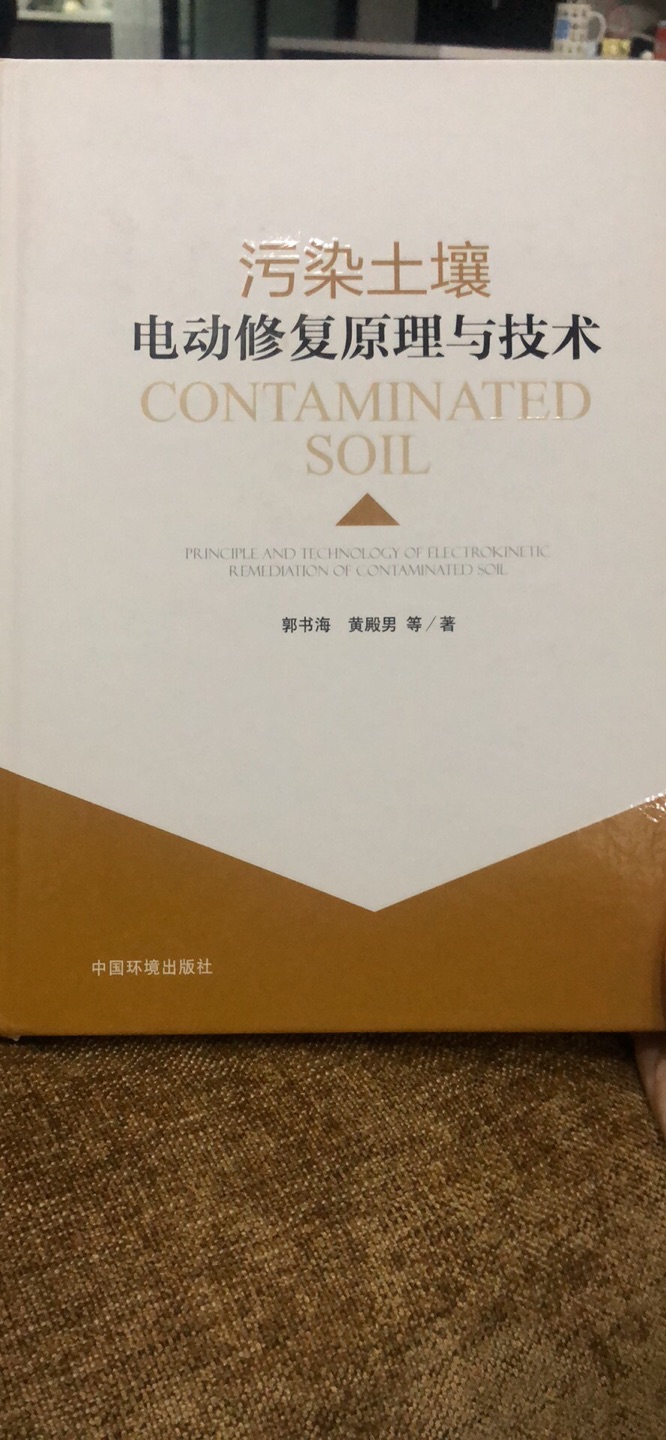 污染土壤
电动修复原理与技术
CONTAMINATED
SOIL
PRINCIPLE AND TECHNOLOGY OF ELECTROKINETIC
REMEDIATION OF CONTAMINATED SOIL
郭书海 黄殿男 等／著
中国环境出版社